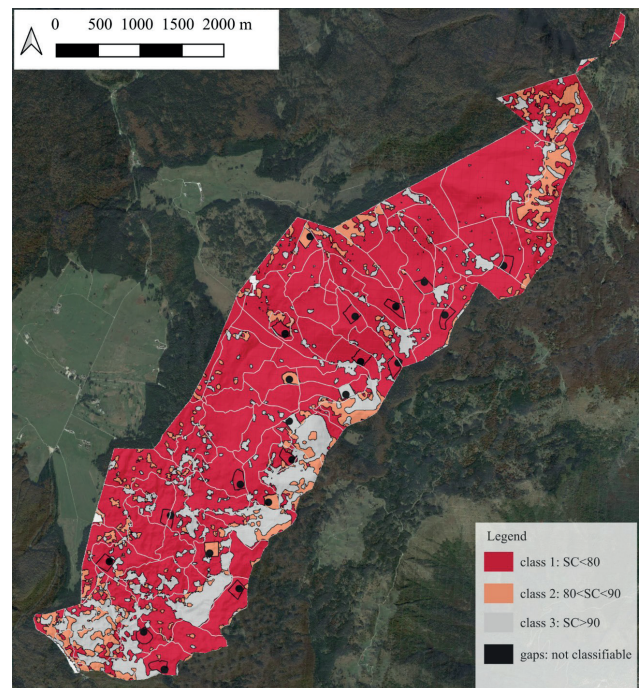 0 500 1000 1500 2000 m
Legend
class 1: SC<80
class 2: 80<SC<90
class 3: SC>90
gaps: not classifiable